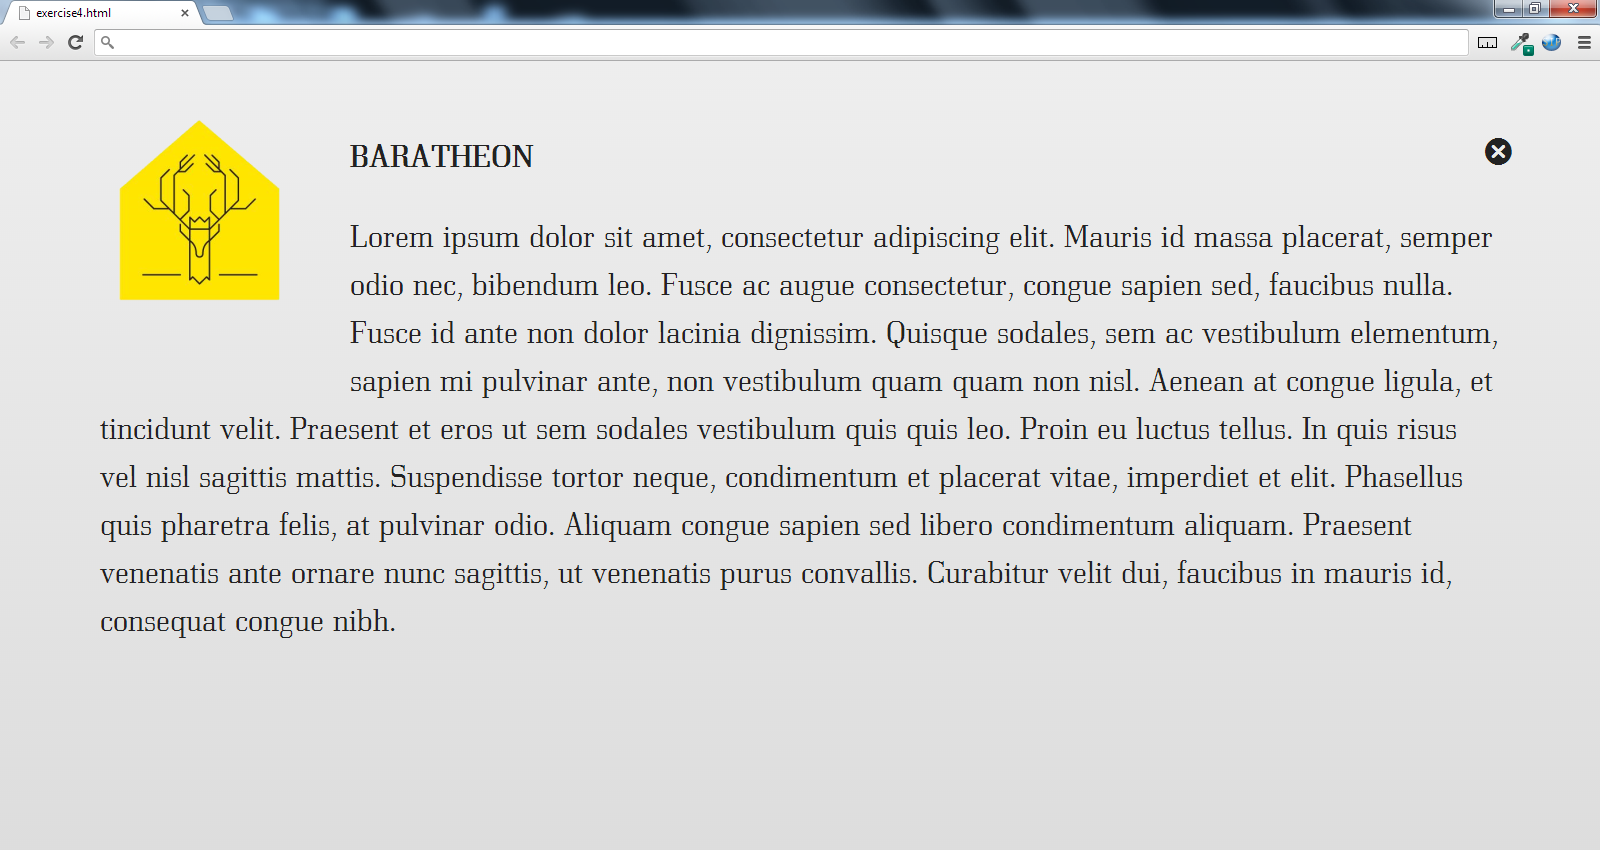 exercise4.html
BARATHEON
Lorem ipsum dolor sit amet, consectetur adipiscing elit. Mauris id massa placerat, semper
odio nec, bibendum leo. Fusce ac augue consectetur, congue sapien sed, faucibus nulla.
Fusce id ante non dolor lacinia dignissim. Quisque sodales, sem ac vestibulum elementum,
sapien mi pulvinar ante, non vestibulum quam quam non nisl. Aenean at congue ligula, et
tincidunt velit. Praesent et eros ut sem sodales vestibulum quis quis leo. Proin eu luctus tellus. In quis risus
vel nisl sagittis mattis. Suspendisse tortor neque, condimentum et placerat vitae, imperdiet et elit. Phasellus
quis pharetra felis, at pulvinar odio. Aliquam congue sapien sed libero condimentum aliquam. Praesent
venenatis ante ornare nunc sagittis, ut venenatis purus convallis. Curabitur velit dui, faucibus in mauris id,
consequat congue nibh.